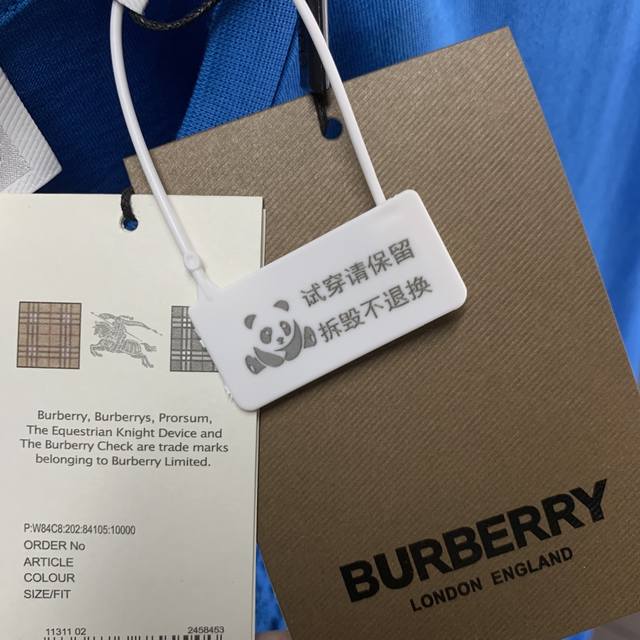 试穿请保留
拆毁不退换
Burberry, Burberrys, Prorsum,
The Equestrian Knight Device and
The Burberry Check are trade marks
belonging to Burberry Limited.
P:W84C8:202:84105:10000
ORDER No
ARTICLE
COLOUR
SIZE/FIT
11311 02 2458453
BURBERRY
LONDON ENGLAND